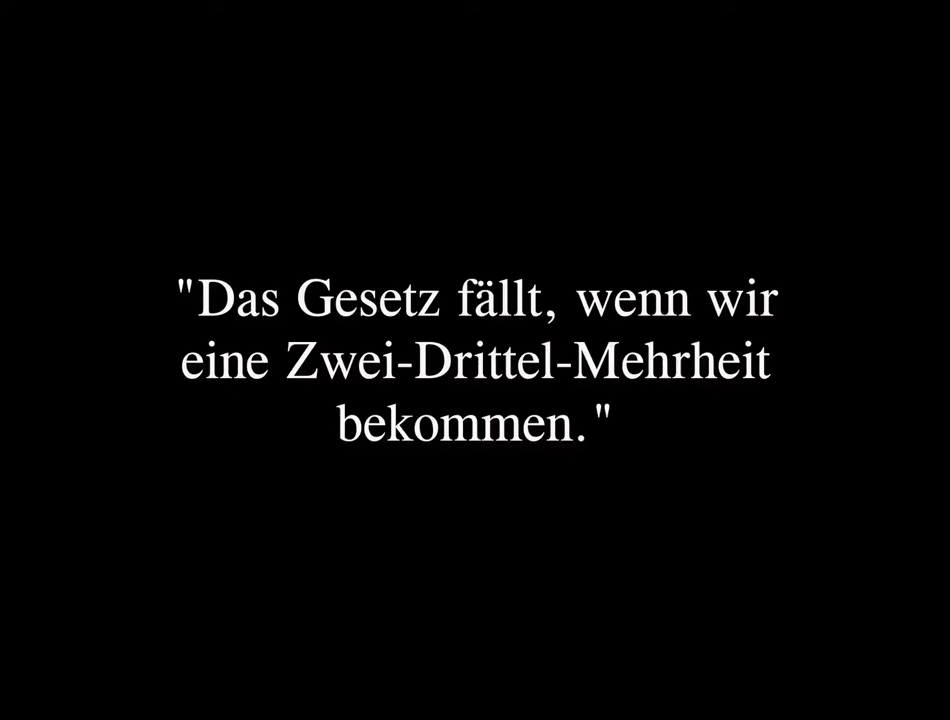 "Das Gesetz fällt, wenn wir
eine Zwei-Drittel-Mehrheit
bekommen."